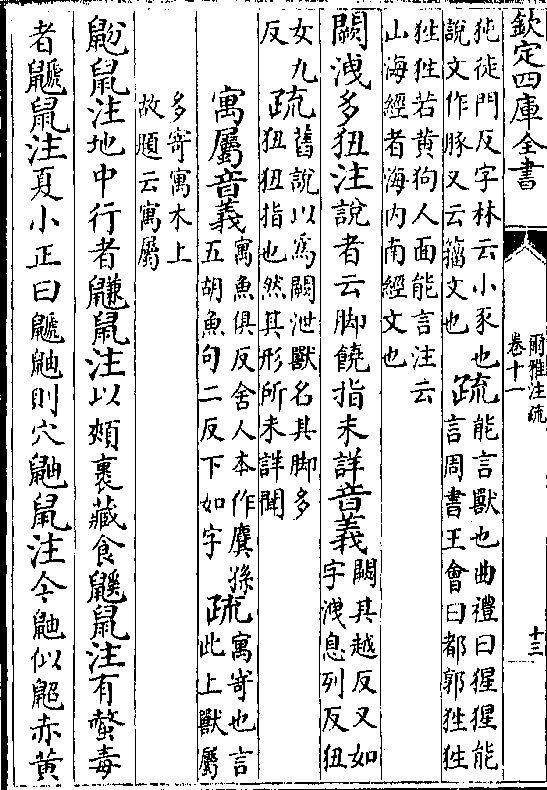 欽定四庫全書
爾雅注疏
卷十一
十三
㹠徒門反字林云小豕也
說文作豚又云籒文也
疏能言獸也曲禮曰猩猩能
言周書王會曰都郭狌狌
狌狌若黃狗人面能言注云
山海經者海內南經文也
闕洩多狃注說者云脚饒指未詳音義
闕其越反又如
字洩息列反狃
女九
反
疏舊說以為闕泄獸名其脚多
狃狃指也然其形所未詳聞
寓屬音義
寓魚俱反舍人本作麌孫
五胡魚句二反下如字
疏寓寄也言
此上獸屬
多寄寓木上
故題云寓屬
鼢鼠注地中行者鼸鼠注以頰裹藏食鼷鼠注有螫毒
者鼶鼠注夏小正曰鼶鼬則穴鼬鼠注今鼬似鼦赤黃